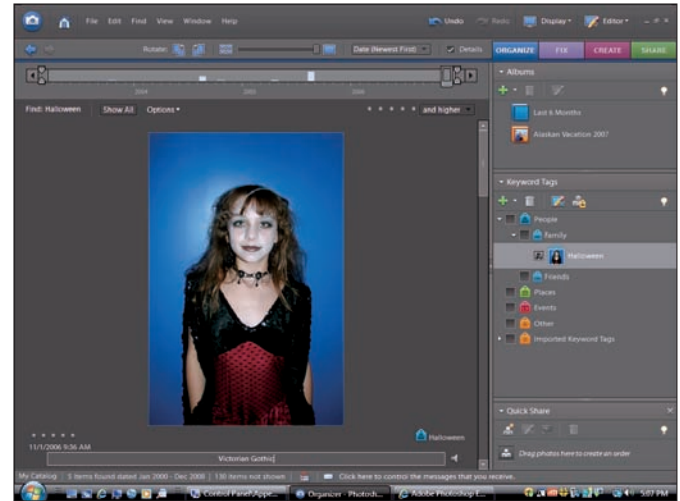 File Edit Find View Window Help Undo Redo Display Editor
Rotate: Date (Newest First) Details ORGANIZE FIX CREATE SHARE
2004 2005 2006
Find: Halloween Show All Options and higher
Albums
Last 6 Months
Alaskan Vacation 2007
Keyword Tags
People
Family
Halloween
Friends
Places
Events
Other
Imported Keyword Tags
Quick Share
Drag photos here to create an order
Halloween
11/1/2006 9:36 AM
Victorian Gothic
My Catalog 5 items found dated Jan 2000 - Dec 2008 130 items not shown Click here to control the messages that you receive.
Control Panel\Appe... Organizer - Photosh... Adobe Photoshop E... 5:07 PM